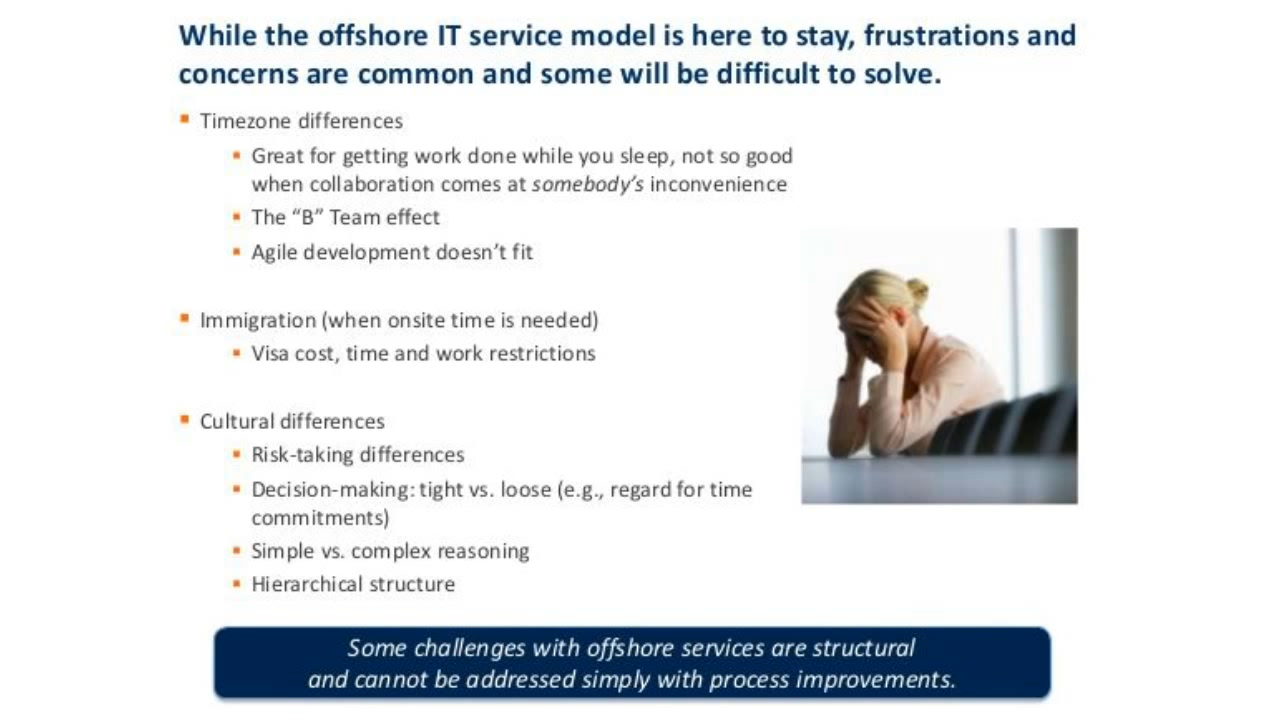 While the offshore IT service model is here to stay, frustrations and
concerns are common and some will be difficult to solve.
Timezone differences
Great for getting work done while you sleep, not so good
when collaboration comes at somebody’s inconvenience
The “B” Team effect
Agile development doesn’t fit
Immigration (when onsite time is needed)
Visa cost, time and work restrictions
Cultural differences
Risk-taking differences
Decision-making: tight vs. loose (e.g., regard for time
commitments)
Simple vs. complex reasoning
Hierarchical structure
Some challenges with offshore services are structural
and cannot be addressed simply with process improvements.